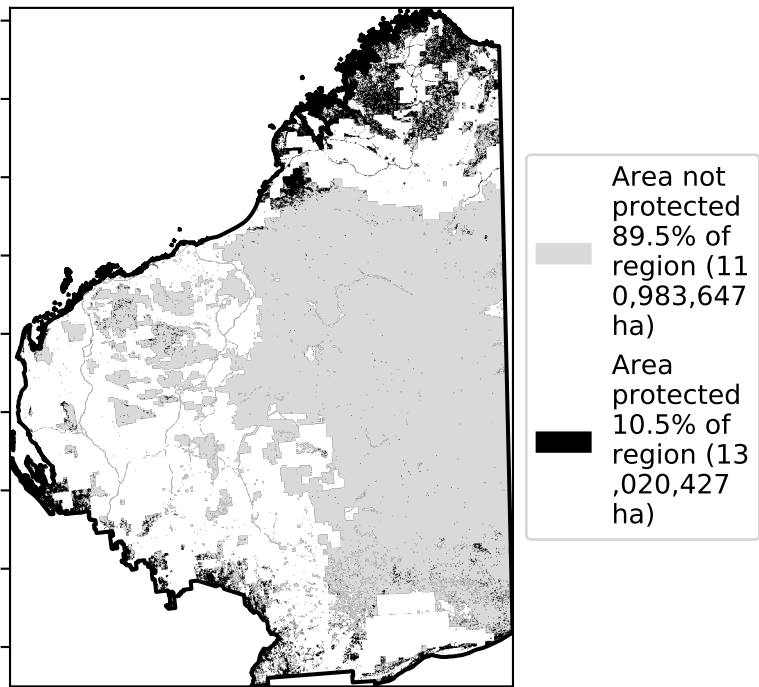 Area not
protected
89.5% of
region (11
0,983,647
ha)
Area
protected
10.5% of
region (13
,020,427
ha)